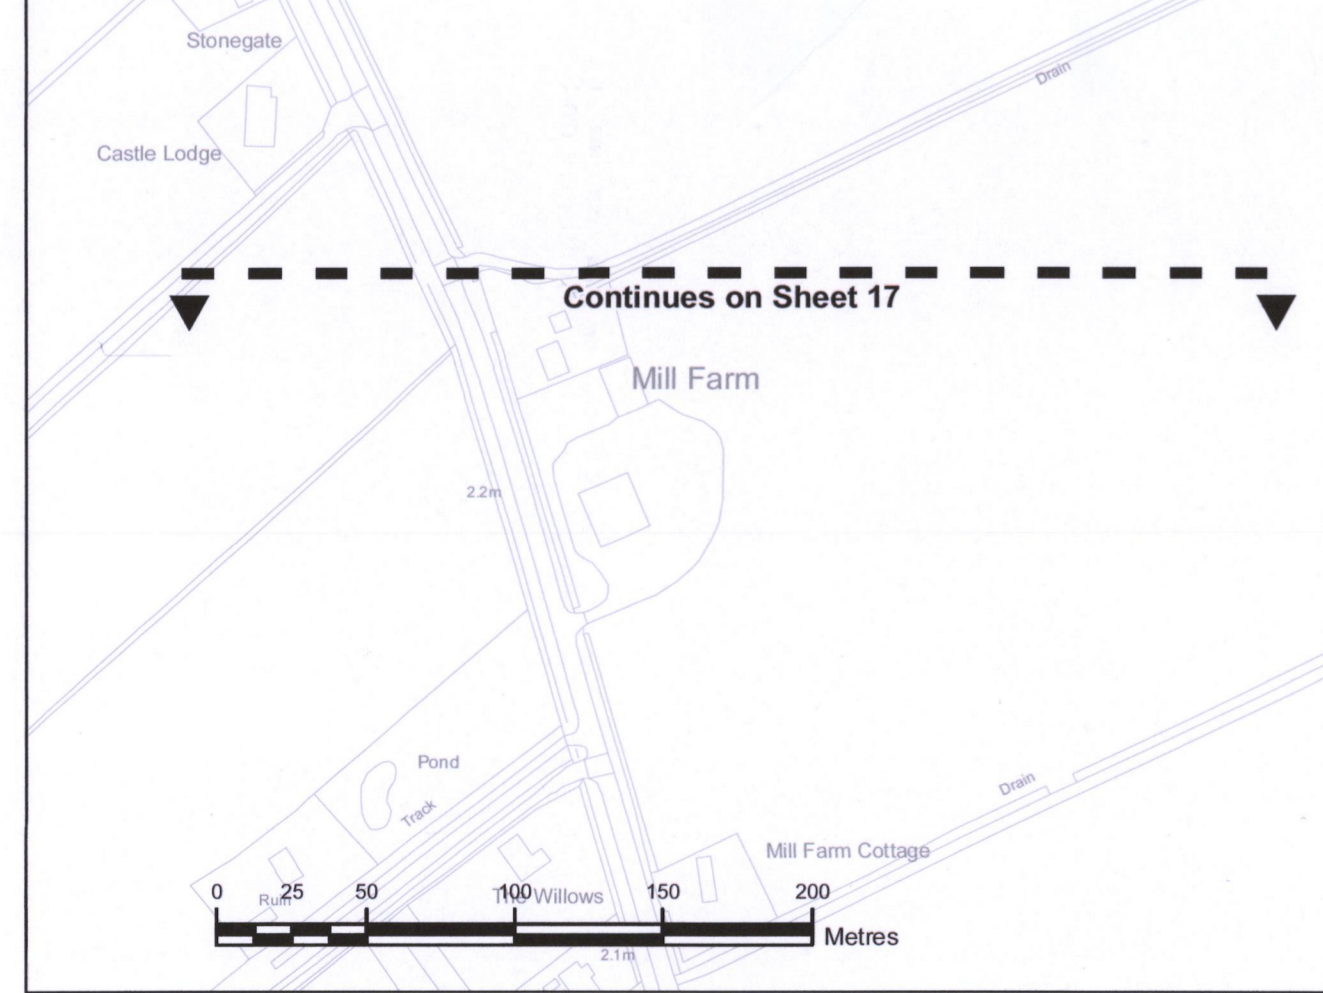 Stonegate
Drain
Castle Lodge
Continues on Sheet 17
Mill Farm
2.2m
Pond
Track
Drain
Mill Farm Cottage
0 25 50 100 150 200
Ruin
The Willows
Metres
2.1m